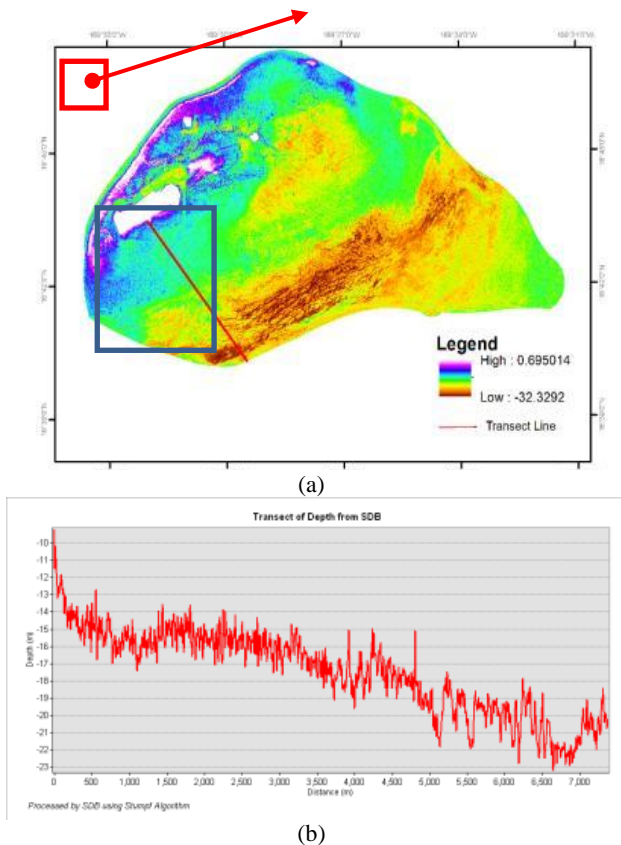 Legend
High : 0.695014
Low : -32.3292
Transect Line
(a)
Transect of Depth from SDB
Depth (m)
-10
-11
-12
-13
-14
-15
-16
-17
-18
-19
-20
-21
-22
-23
0 500 1,000 1,500 2,000 2,500 3,000 3,500 4,000 4,500 5,000 5,500 6,000 6,500 7,000
Distance (m)
Processed by SDB using Stumpf Algorithm
(b)